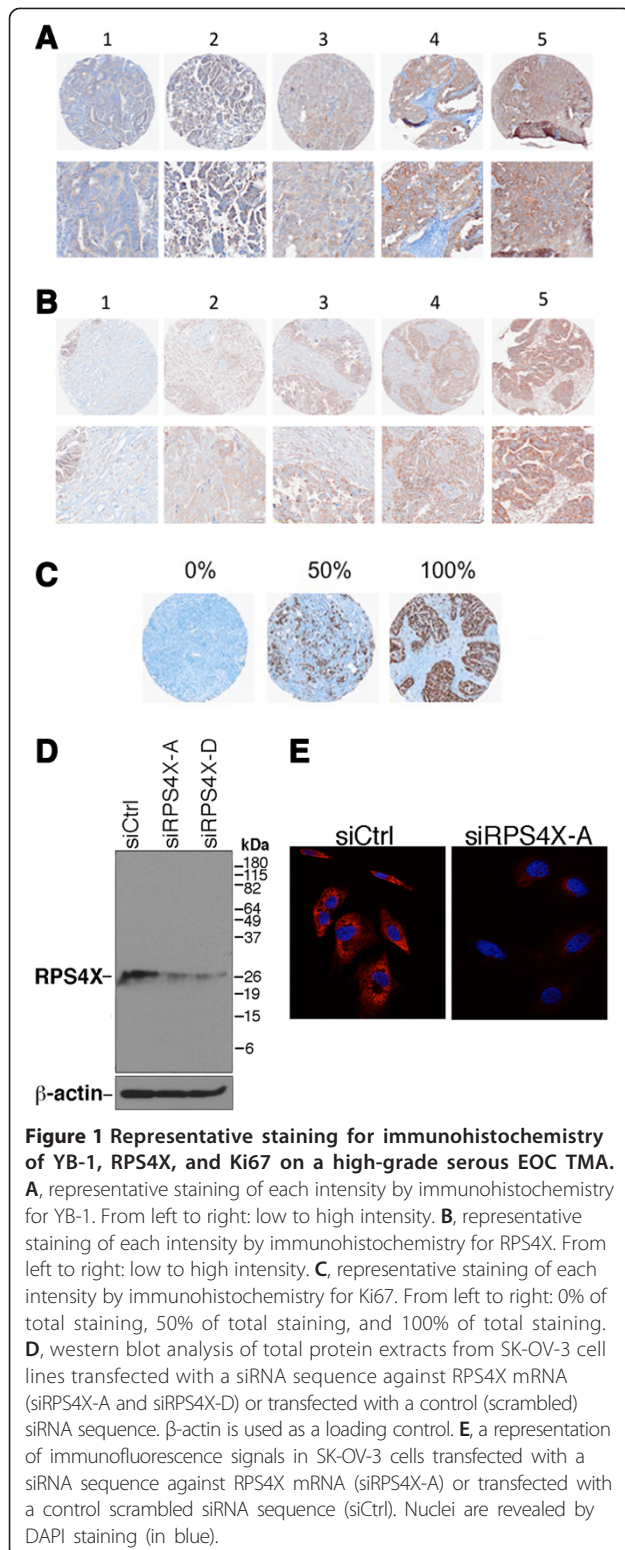 A
1 2 3 4 5
B
1 2 3 4 5
C
0% 50% 100%
D
siCtrl
siRPS4X-A
siRPS4X-D
kDa
180
115
82
64
49
37
RPS4X-
26
19
15
6
β-actin-
E
siCtrl siRPS4X-A
Figure 1 Representative staining for immunohistochemistry
of YB-1, RPS4X, and Ki67 on a high-grade serous EOC TMA.
A, representative staining of each intensity by immunohistochemistry
for YB-1. From left to right: low to high intensity. B, representative
staining of each intensity by immunohistochemistry for RPS4X. From
left to right: low to high intensity. C, representative staining of each
intensity by immunohistochemistry for Ki67. From left to right: 0% of
total staining, 50% of total staining, and 100% of total staining.
D, western blot analysis of total protein extracts from SK-OV-3 cell
lines transfected with a siRNA sequence against RPS4X mRNA
(siRPS4X-A and siRPS4X-D) or transfected with a control (scrambled)
siRNA sequence. β-actin is used as a loading control. E, a representation
of immunofluorescence signals in SK-OV-3 cells transfected with a
siRNA sequence against RPS4X mRNA (siRPS4X-A) or transfected with
a control scrambled siRNA sequence (siCtrl). Nuclei are revealed by
DAPI staining (in blue).